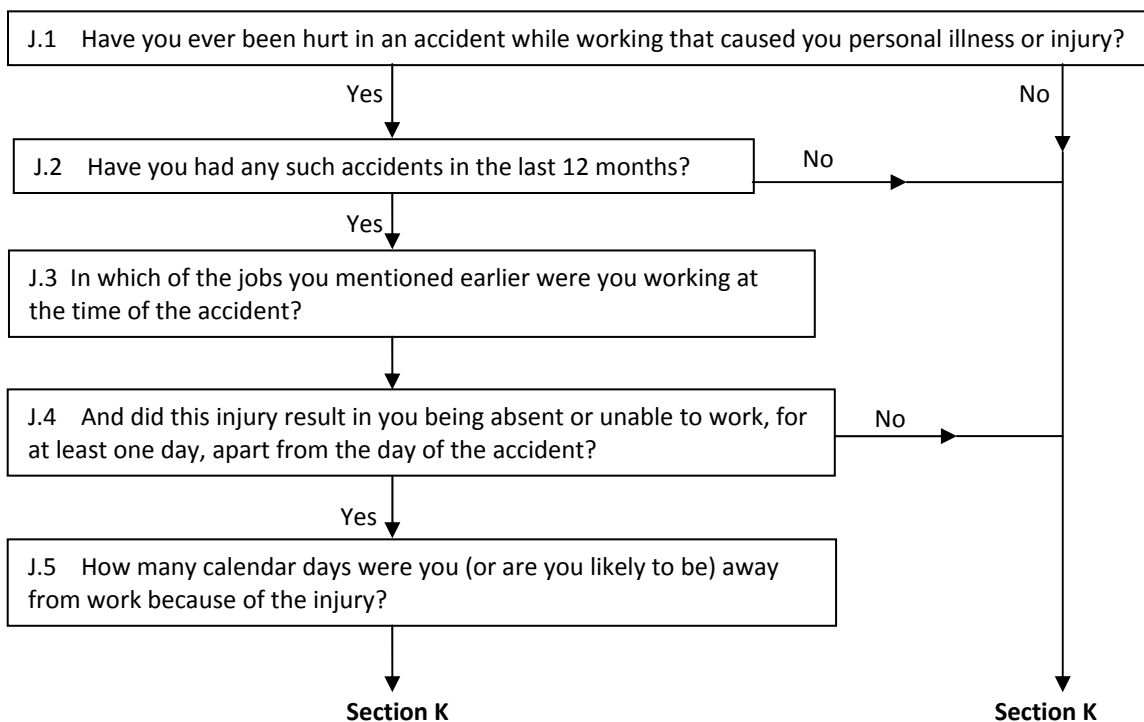 J.1 Have you ever been hurt in an accident while working that caused you personal illness or injury?
Yes
No
J.2 Have you had any such accidents in the last 12 months?
No
Yes
J.3 In which of the jobs you mentioned earlier were you working at
the time of the accident?
J.4 And did this injury result in you being absent or unable to work, for
at least one day, apart from the day of the accident?
No
Yes
J.5 How many calendar days were you (or are you likely to be) away
from work because of the injury?
Section K
Section K